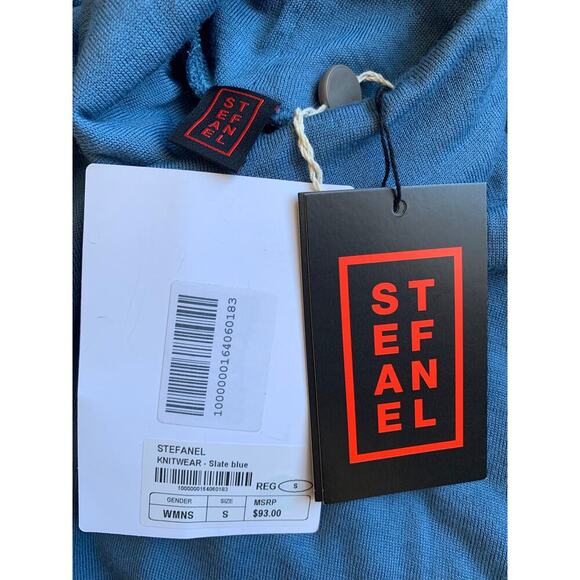 ST
EF
AN
EL
1000000164060183
STEFANEL
KNITWEAR - Slate blue
1000000164060183
REG S
GENDER SIZE MSRP
WMNS S $93.00
ST
EF
AN
EL